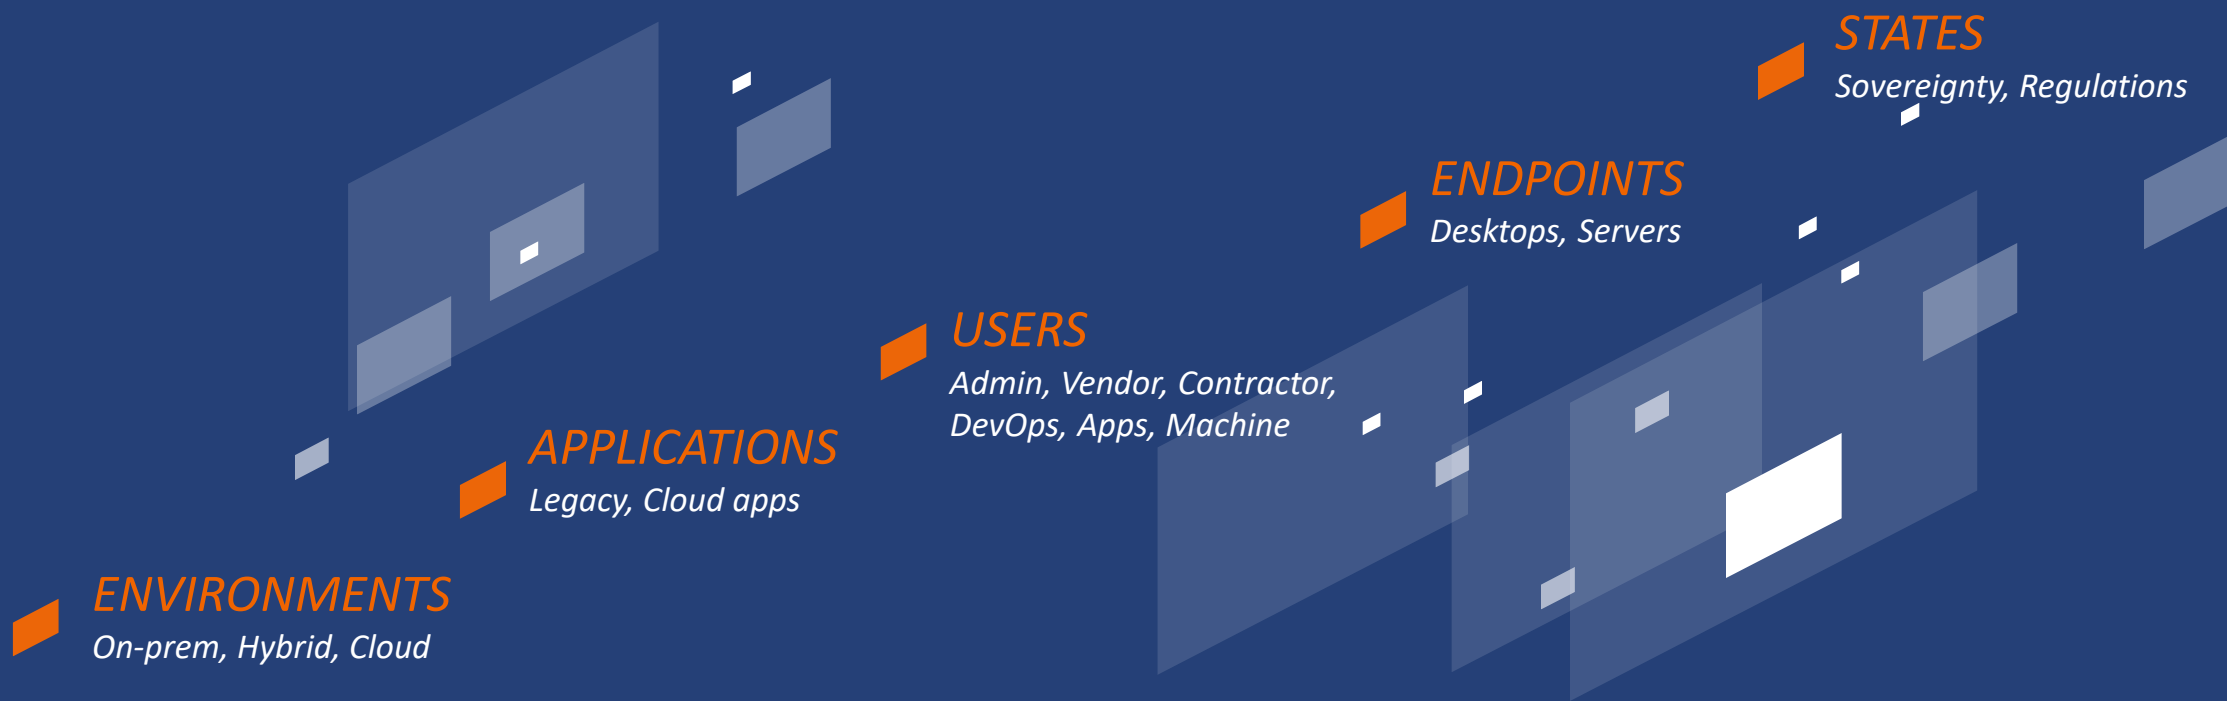 STATES
Sovereignty, Regulations
ENDPOINTS
Desktops, Servers
USERS
Admin, Vendor, Contractor,
DevOps, Apps, Machine
APPLICATIONS
Legacy, Cloud apps
ENVIRONMENTS
On-prem, Hybrid, Cloud